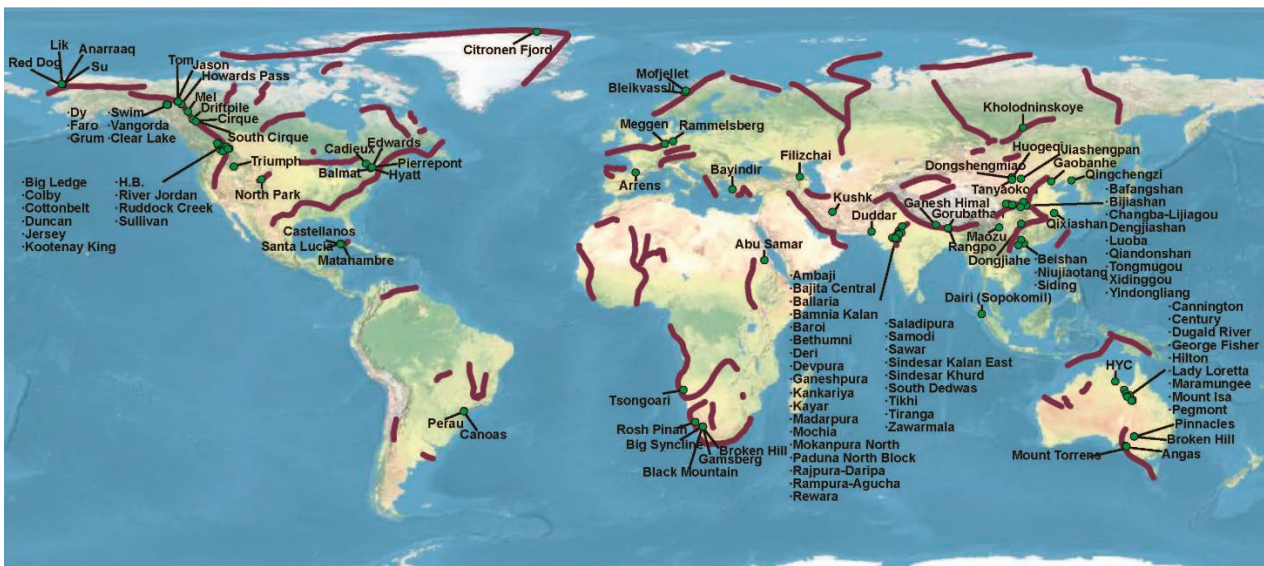 Lik
Anarraaq
Red Dog
Su
Tom
Jason
Howards Pass
Mel
Driftpile
Cirque
South Cirque
·Dy
·Faro
·Grum
·Swim
·Vangorda
·Clear Lake
Triumph
North Park
·Big Ledge
·Colby
·Cottonbelt
·Duncan
·Jersey
·Kootenay King
·H.B.
·River Jordan
·Ruddock Creek
·Sullivan
Cadieux
Edwards
Balmat
Pierrepont
Hyatt
Castellanos
Santa Lucia
Matahambre
Perau
Canoas
Citronen Fjord
Mofjellet
Bleikvassli
Meggen
Rammelsberg
Arrens
Bayindir
Filizchai
Kushk
Duddar
Abu Samar
Tsongoari
Rosh Pinah
Big Syncline
Black Mountain
Gamsberg
Broken Hill
·Ambaji
·Bajita Central
·Ballaria
·Bamnia Kalan
·Baroi
·Bethumni
·Deri
·Devpura
·Ganeshpura
·Kankariya
·Kayar
·Madarpura
·Mochia
·Mokanpura North
·Paduna North Block
·Rajpura-Daripa
·Rampura-Agucha
·Rewara
·Saladipura
·Samodi
·Sawar
·Sindesar Kalan East
·Sindesar Khurd
·South Dedwas
·Tikhi
·Tiranga
·Zawarmala
Kholodninskoye
Huogeqi
Jiashengpan
Dongshengmiao
Gaobanhe
Qingchengzi
Tanyaokou
Ganesh Himal
Gorubathan
Rangpo
Maozu
Dongjiahe
Qixiashan
·Bafangshan
·Bijiashan
·Changba-Lijiagou
·Dengjiashan
·Luoba
·Qiandonshan
·Tongmugou
·Xidinggou
·Yindongliang
·Beishan
·Niujiaotang
·Siding
Dairi (Sopokomil)
·Cannington
·Century
·Dugald River
·George Fisher
·Hilton
·Lady Loretta
·Maramungee
·Mount Isa
·Pegmont
HYC
Pinnacles
Broken Hill
Mount Torrens
Angas